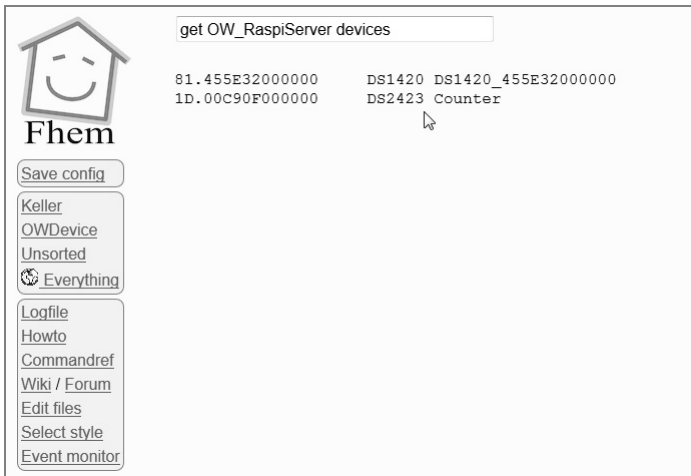 get OW_RaspiServer devices
81.455E32000000 DS1420 DS1420_455E32000000
1D.00C90F000000 DS2423 Counter
Fhem
Save config
Keller
OWDevice
Unsorted
Everything
Logfile
Howto
Commandref
Wiki / Forum
Edit files
Select style
Event monitor